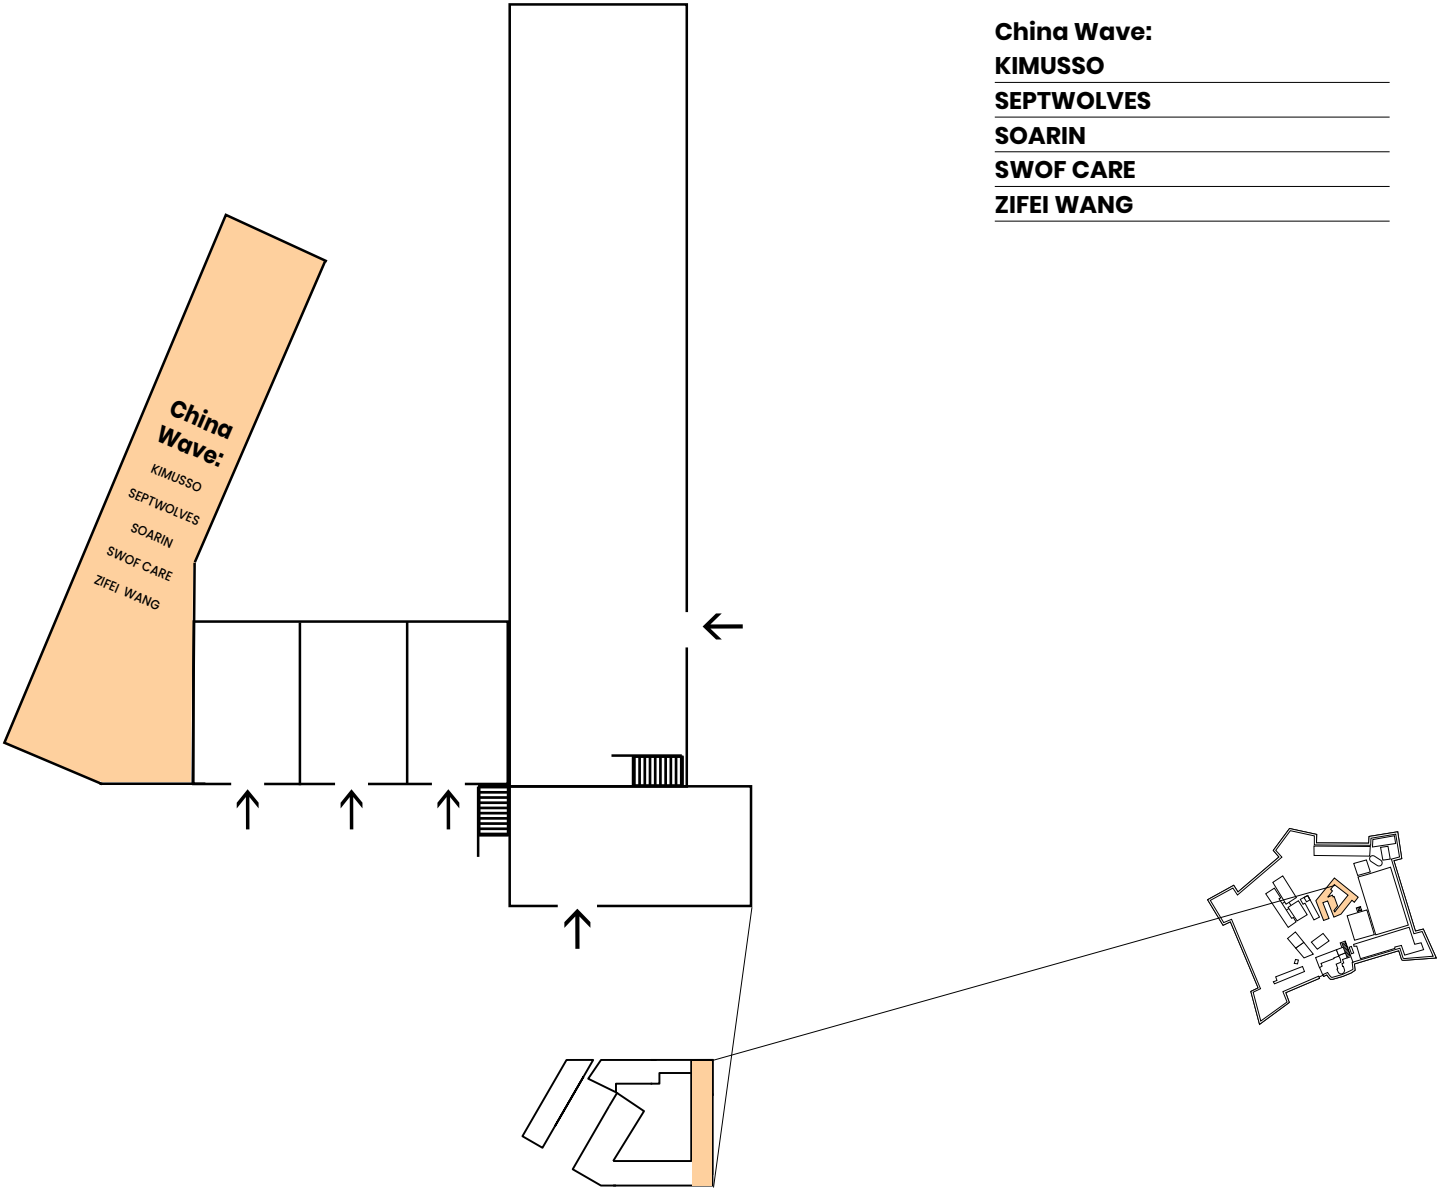 China Wave:
KIMUSSO
SEPTWOLVES
SOARIN
SWOF CARE
ZIFEI WANG
China
Wave:
KIMUSSO
SEPTWOLVES
SOARIN
SWOF CARE
ZIFEI WANG